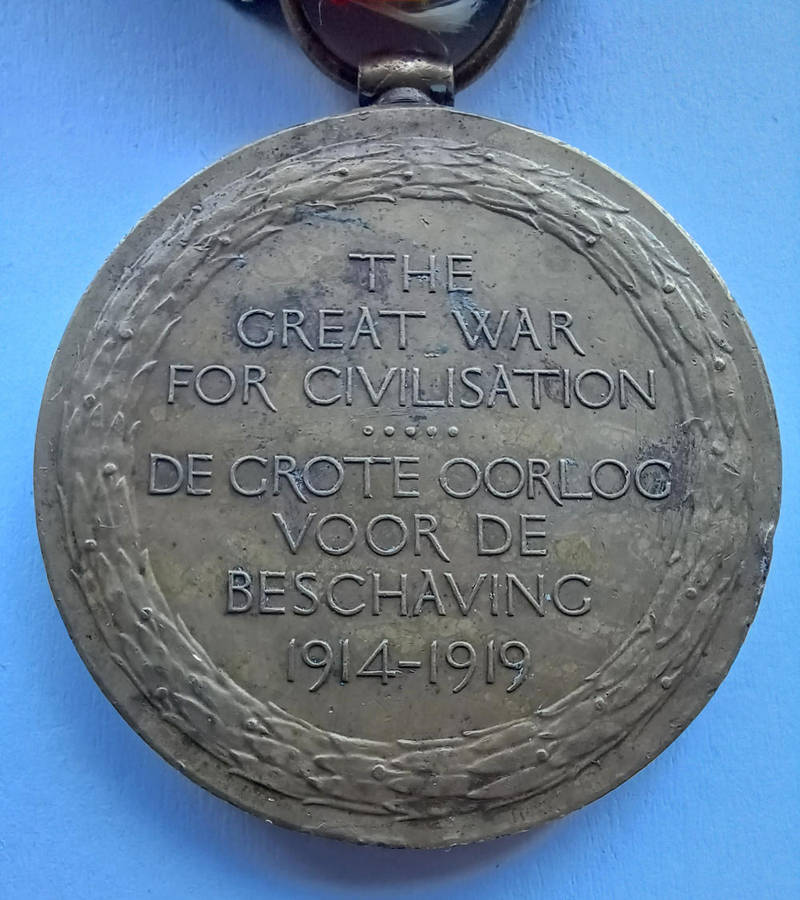 THE
GREAT WAR
FOR CIVILISATION
DE GROTE OORLOG
VOOR DE
BESCHAVING
1914-1919